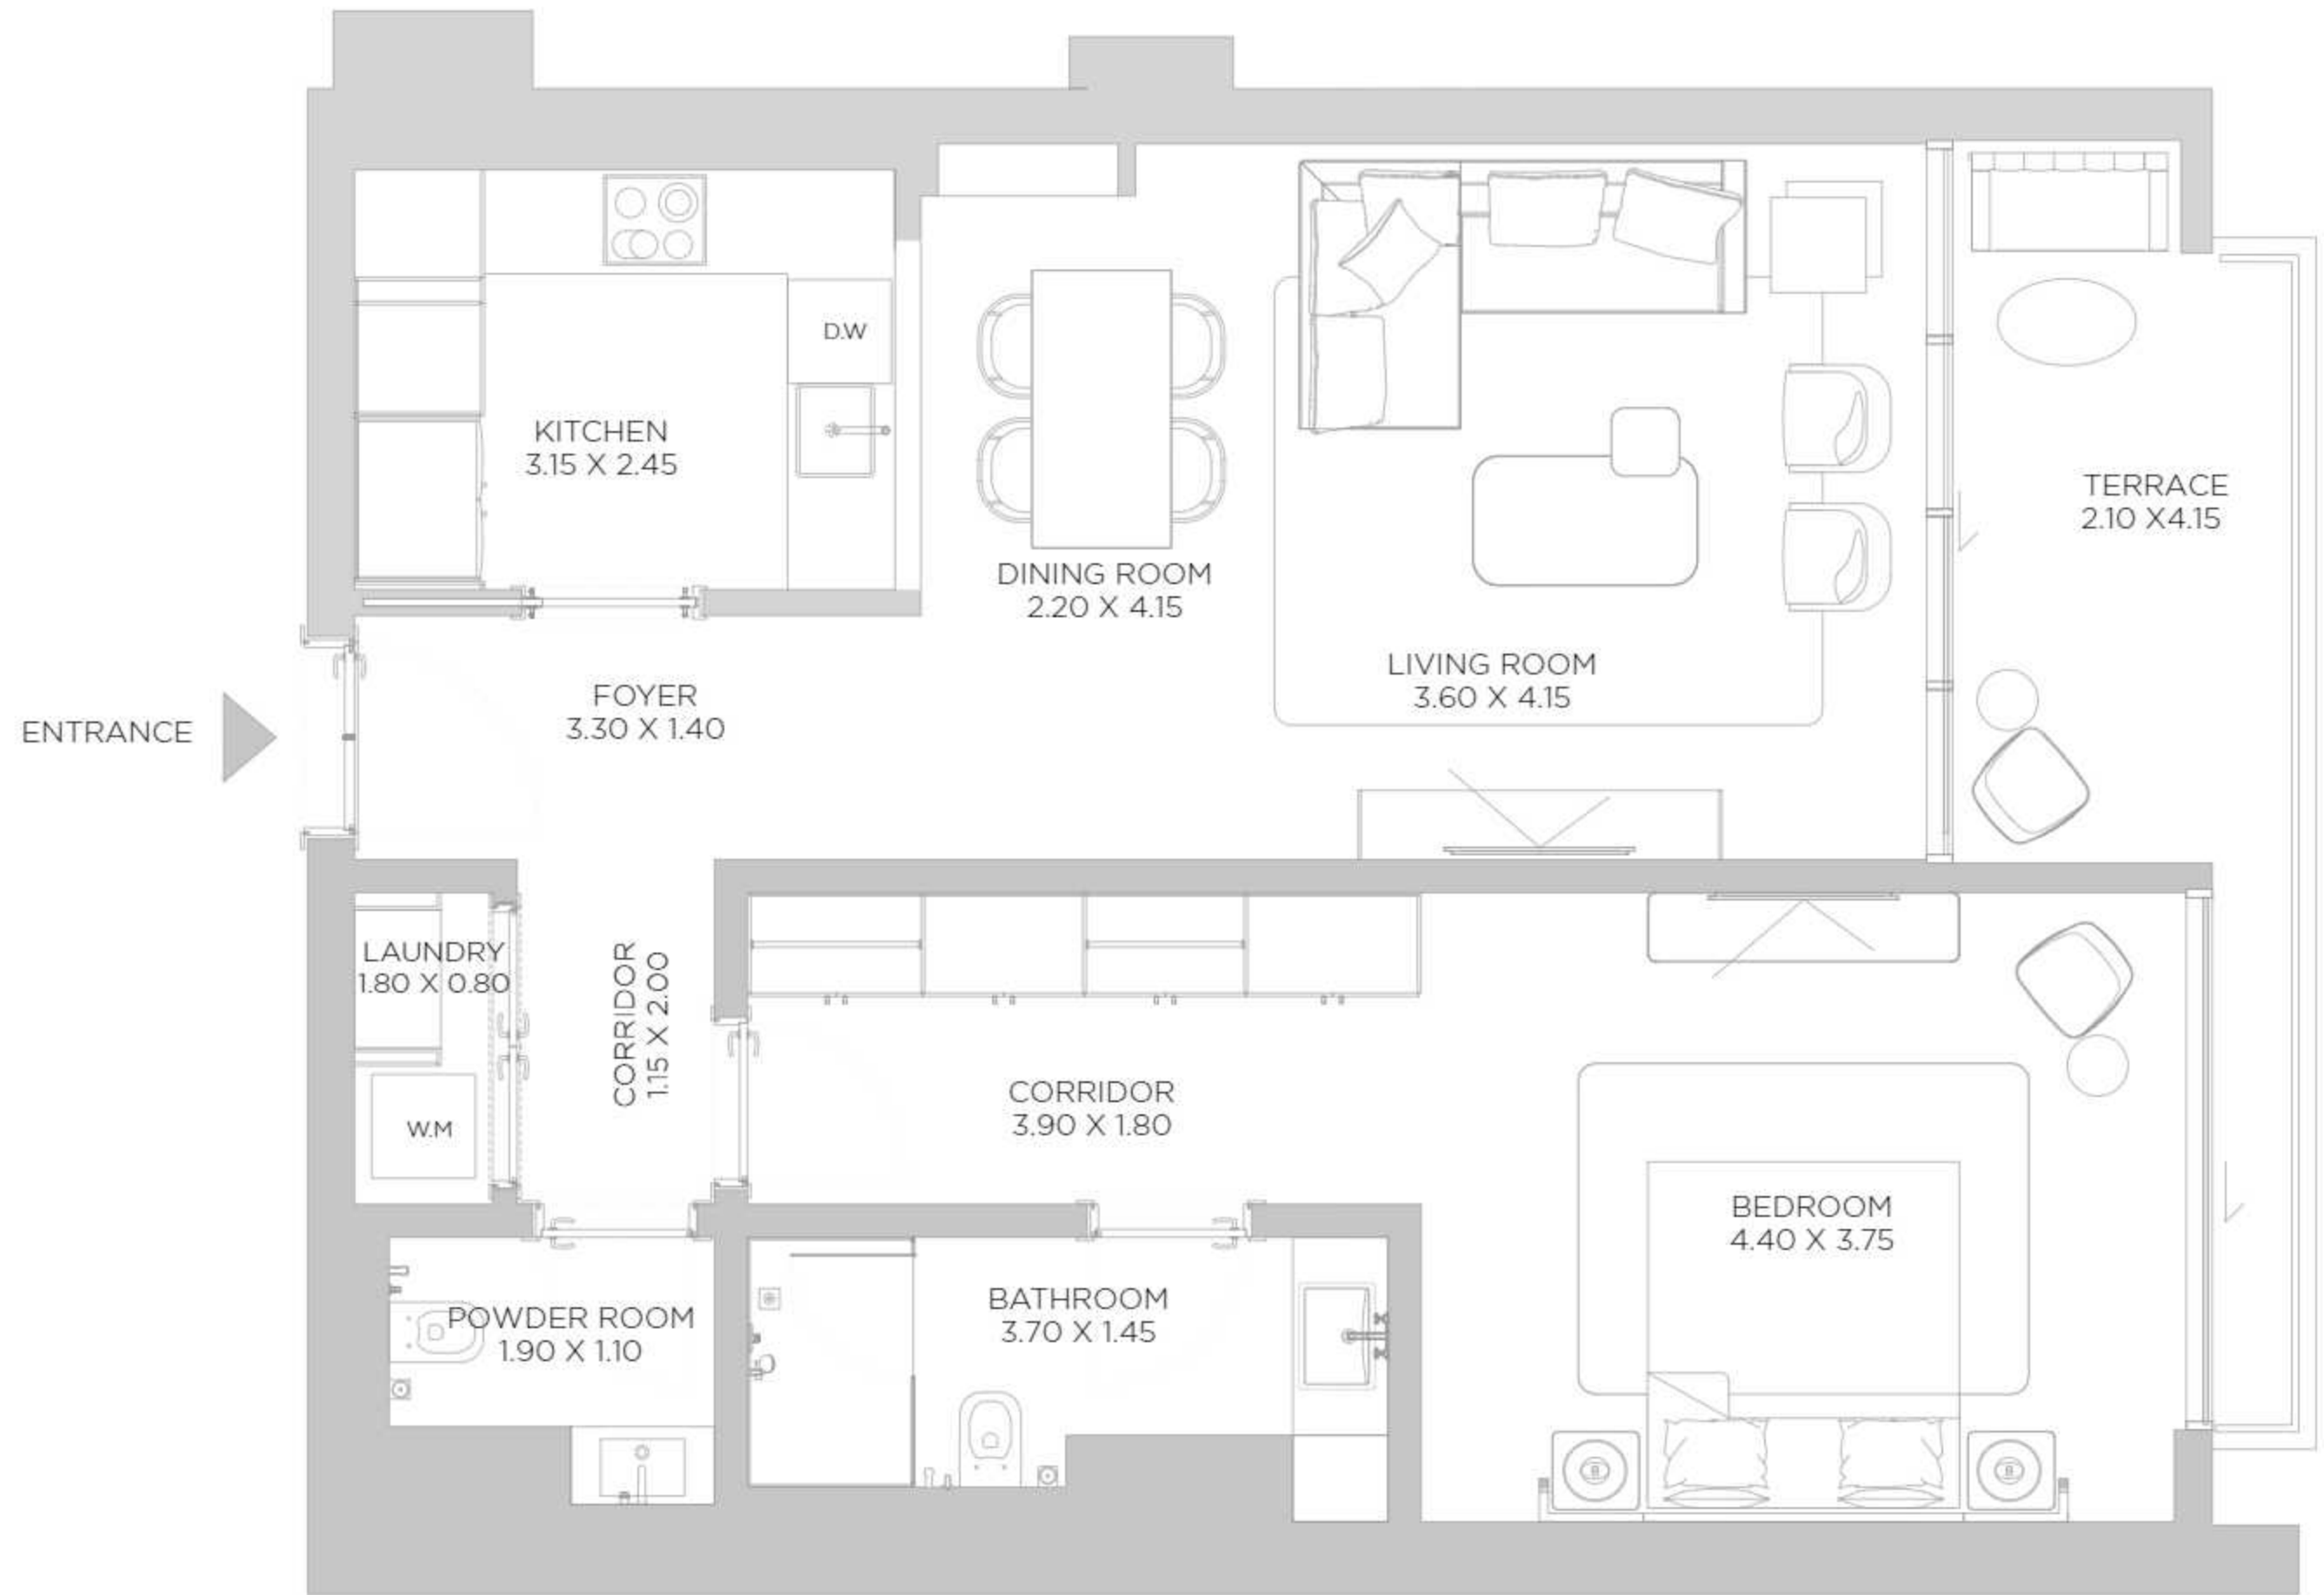 D.W
KITCHEN
3.15 X 2.45
TERRACE
2.10 X4.15
DINING ROOM
2.20 X 4.15
LIVING ROOM
3.60 X 4.15
FOYER
3.30 X 1.40
ENTRANCE
LAUNDRY
1.80 X 0.80
CORRIDOR
1.15 X 2.00
W.M
CORRIDOR
3.90 X 1.80
BEDROOM
4.40 X 3.75
BATHROOM
3.70 X 1.45
POWDER ROOM
1.90 X 1.10